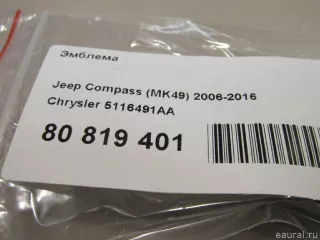 Эмблема
Jeep Compass (MK49) 2006-2016
Chrysler 5116491AA
80 819 401
eaural.ru